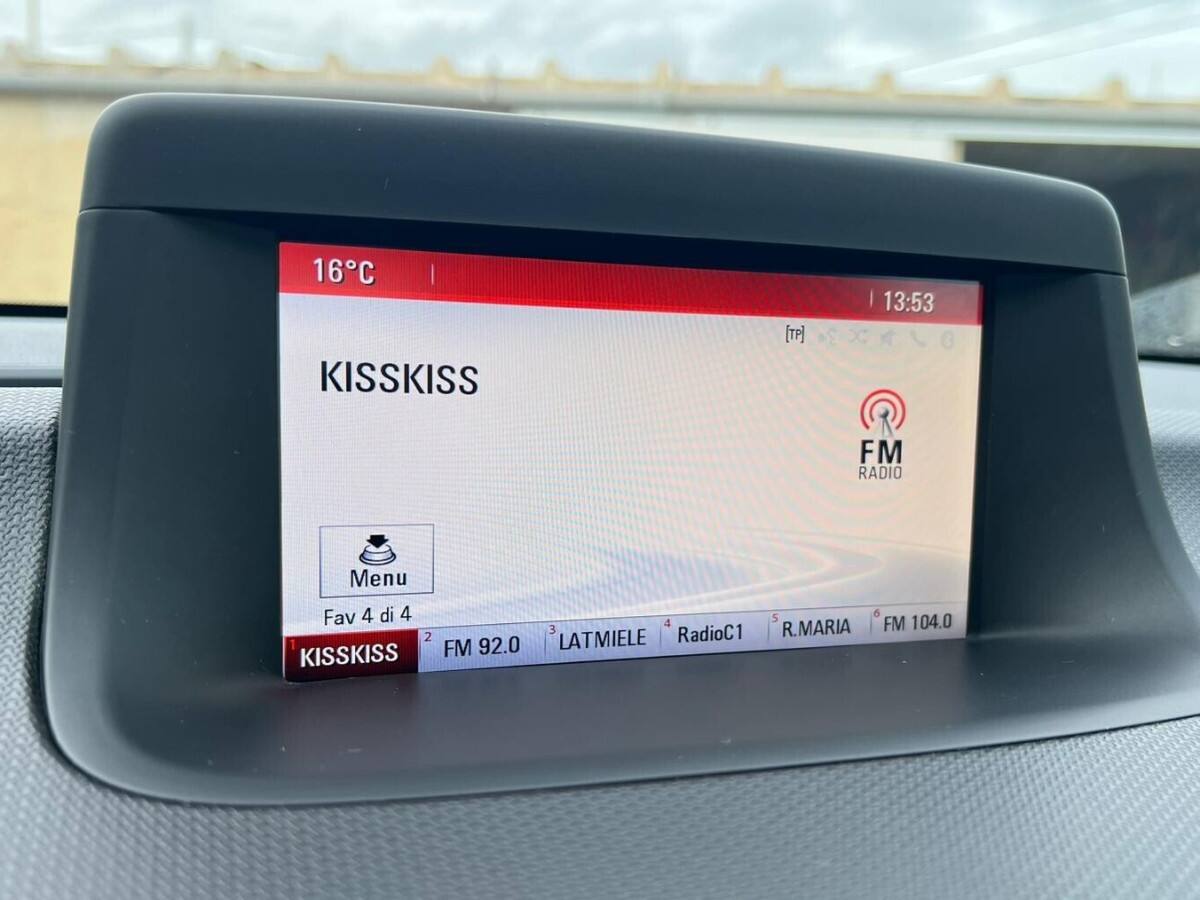 16°C
13:53
[TP]
KISSKISS
FM
RADIO
Menu
Fav 4 di 4
1 KISSKISS 2 FM 92.0 3 LATMIELE 4 RadioC1 5 R.MARIA 6 FM 104.0